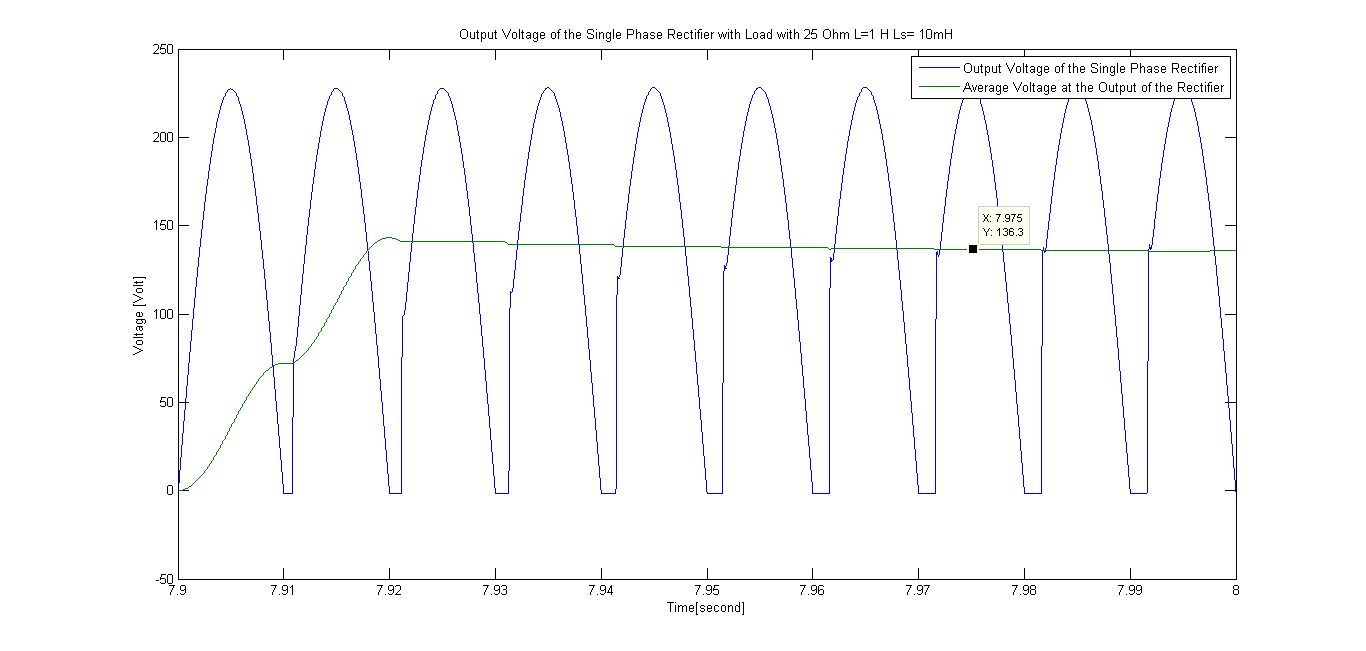 Output Voltage of the Single Phase Rectifier with Load with 25 Ohm L=1 H Ls= 10mH
250
200
150
100
50
0
-50
Voltage [Volt]
Output Voltage of the Single Phase Rectifier
Average Voltage at the Output of the Rectifier
X: 7.975
Y: 136.3
7.9 7.91 7.92 7.93 7.94 7.95 7.96 7.97 7.98 7.99 8
Time[second]